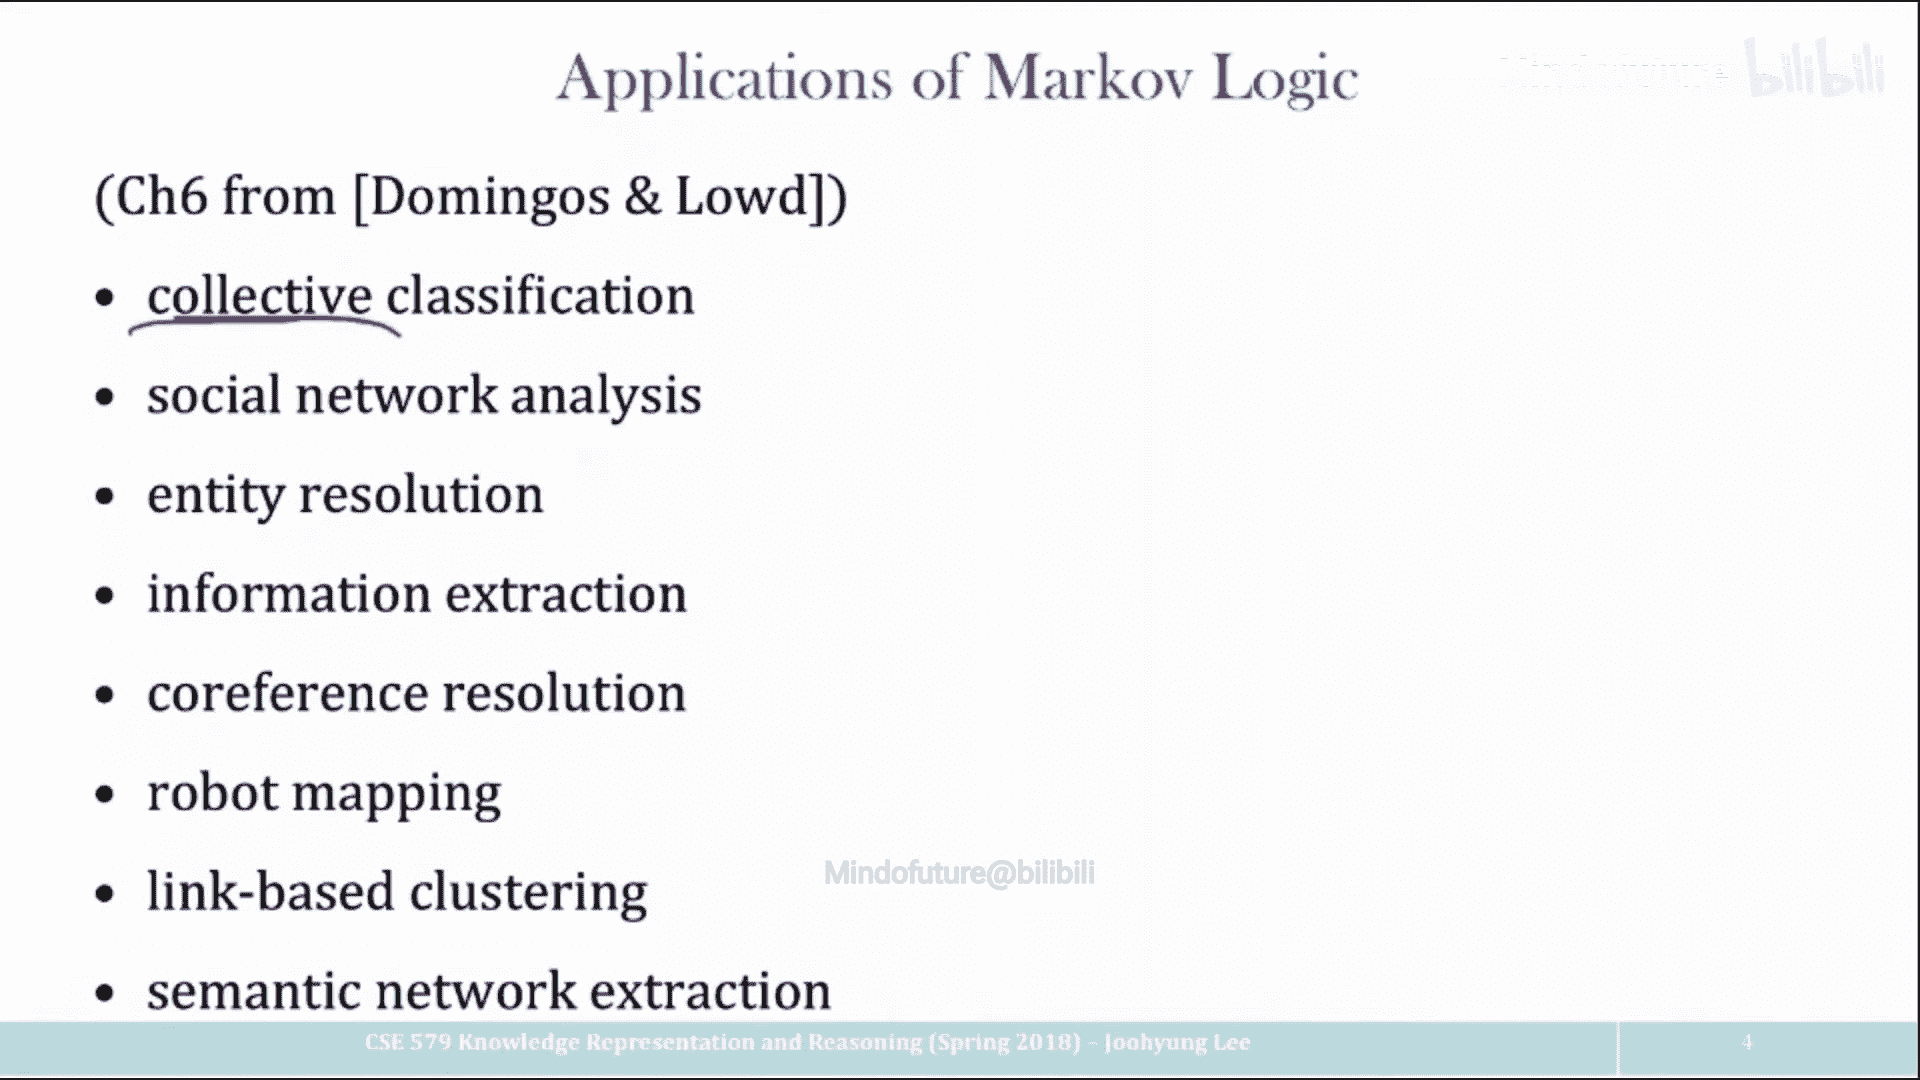 Applications of Markov Logic
bilibili
(Ch6 from [Domingos & Lowd])
• collective classification
• social network analysis
• entity resolution
• information extraction
• coreference resolution
• robot mapping
• link-based clustering
Mindofuture@bilibili
• semantic network extraction
CSE 579 Knowledge Representation and Reasoning (Spring 2018) - Joohyung Lee
4